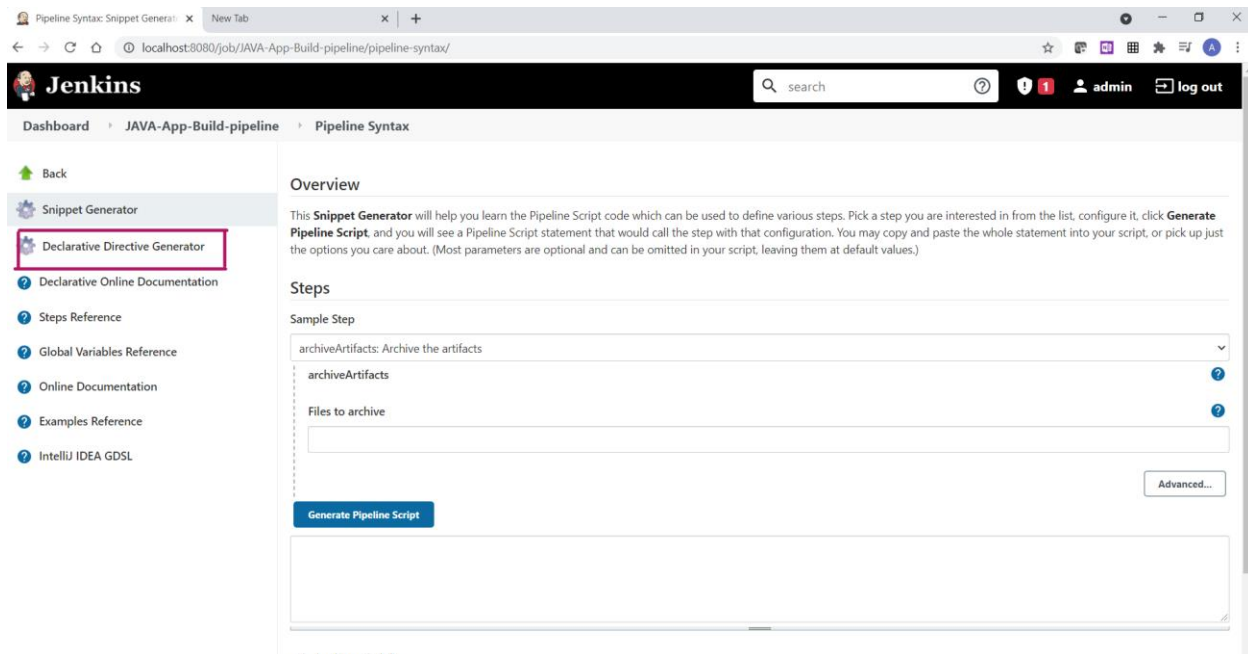 Pipeline Syntax: Snippet Generat
New Tab
localhost:8080/job/JAVA-App-Build-pipeline/pipeline-syntax/
A
Jenkins
search
1
admin
log out
Dashboard
JAVA-App-Build-pipeline
Pipeline Syntax
Back
Snippet Generator
Declarative Directive Generator
Declarative Online Documentation
Steps Reference
Global Variables Reference
Online Documentation
Examples Reference
IntelliJ IDEA GDSL
Overview
This Snippet Generator will help you learn the Pipeline Script code which can be used to define various steps. Pick a step you are interested in from the list, configure it, click Generate
Pipeline Script, and you will see a Pipeline Script statement that would call the step with that configuration. You may copy and paste the whole statement into your script, or pick up just
the options you care about. (Most parameters are optional and can be omitted in your script, leaving them at default values.)
Steps
Sample Step
archiveArtifacts: Archive the artifacts
archiveArtifacts
Files to archive
Advanced...
Generate Pipeline Script